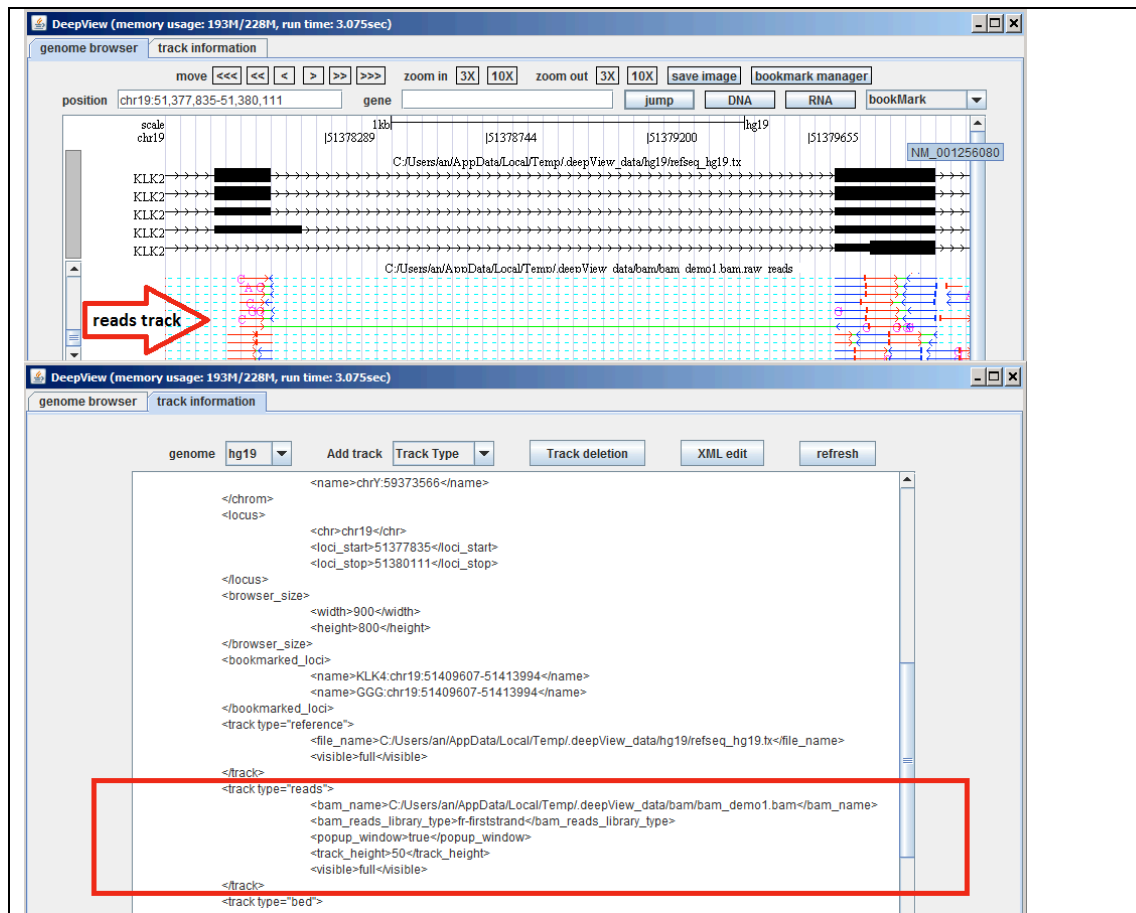 DeepView (memory usage: 193M/228M, run time: 3.075sec)
genome browser track information
move <<< << < > >> >>> zoom in 3X 10X zoom out 3X 10X save image bookmark manager
position chr19:51,377,835-51,380,111 gene jump DNA RNA bookMark
scale 1kb hg19
chr19 |51378289 |51378744 |51379200 |51379655
NM_001256080
C:/Users/an/AppData/Local/Temp/.deepView_data/hg19/refseq_hg19.tx
KLK2
KLK2
KLK2
KLK2
KLK2
C:/Users/an/AppData/Local/Temp/.deepView_data/bam/bam_demo1.bam.raw_reads
reads track
DeepView (memory usage: 193M/228M, run time: 3.075sec)
genome browser track information
genome hg19 Add track Track Type Track deletion XML edit refresh
<name>chrY:59373566</name>
</chrom>
<locus>
<chr>chr19</chr>
<loci_start>51377835</loci_start>
<loci_stop>51380111</loci_stop>
</locus>
<browser_size>
<width>900</width>
<height>800</height>
</browser_size>
<bookmarked_loci>
<name>KLK4:chr19:51409607-51413994</name>
<name>GGG:chr19:51409607-51413994</name>
</bookmarked_loci>
<track type="reference">
<file_name>C:/Users/an/AppData/Local/Temp/.deepView_data/hg19/refseq_hg19.tx</file_name>
<visible>full</visible>
</track>
<track type="reads">
<bam_name>C:/Users/an/AppData/Local/Temp/.deepView_data/bam/bam_demo1.bam</bam_name>
<bam_reads_library_type>fr-firststrand</bam_reads_library_type>
<popup_window>true</popup_window>
<track_height>50</track_height>
<visible>full</visible>
</track>
<track type="bed">